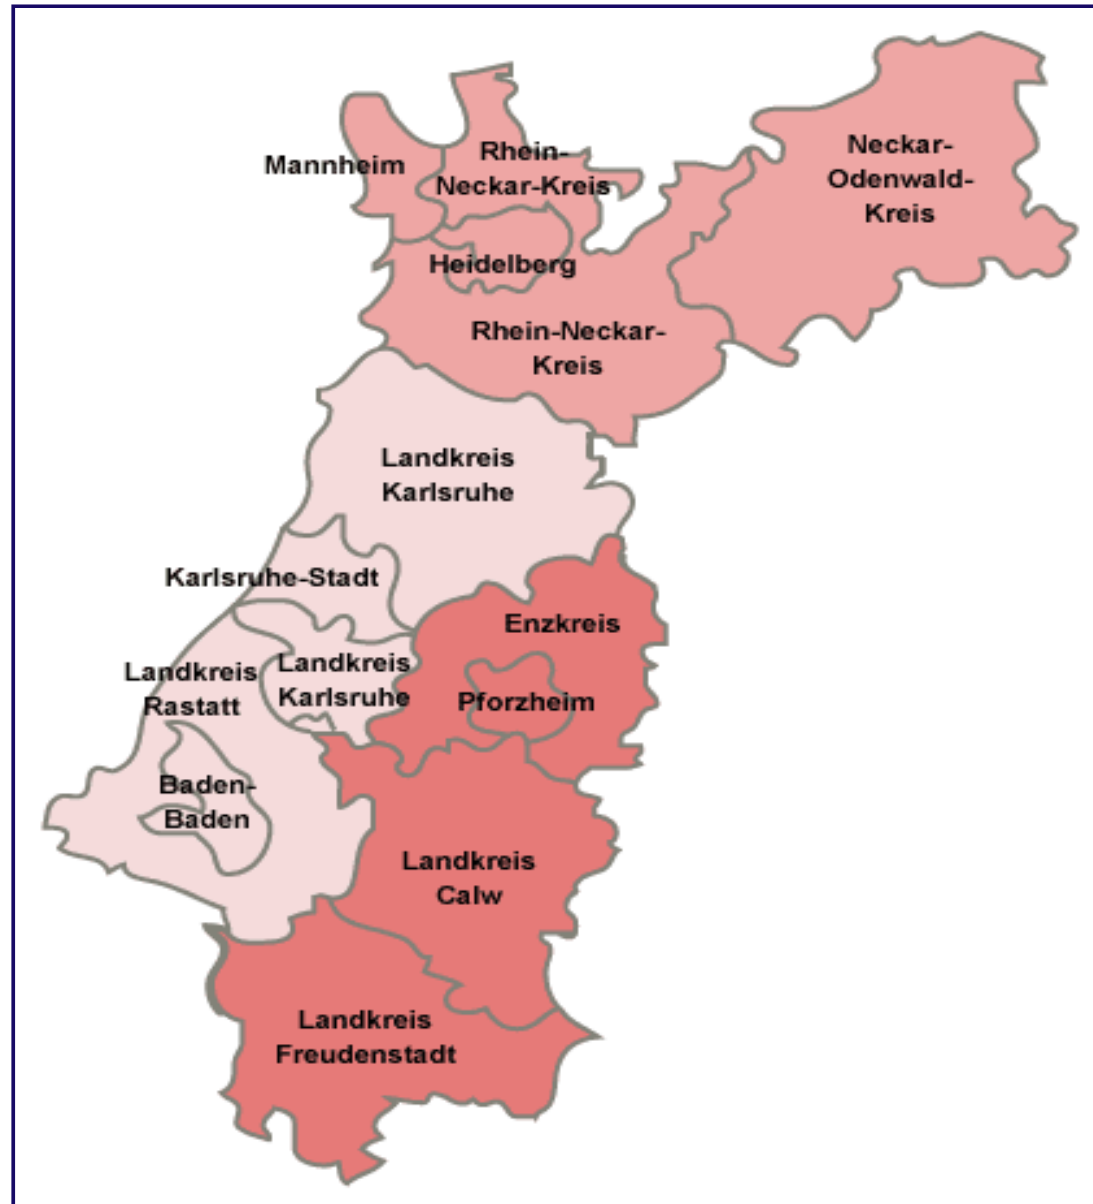 Mannheim
Rhein-
Neckar-Kreis
Neckar-
Odenwald-
Kreis
Heidelberg
Rhein-Neckar-
Kreis
Landkreis
Karlsruhe
Karlsruhe-Stadt
Enzkreis
Landkreis
Karlsruhe
Landkreis
Rastatt
Pforzheim
Baden-
Baden
Landkreis
Calw
Landkreis
Freudenstadt